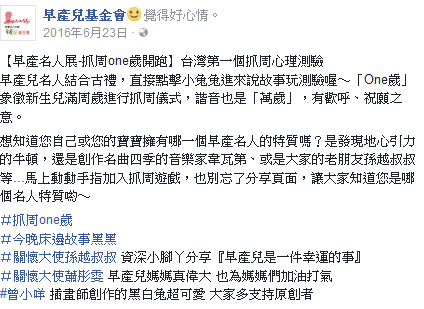 早產兒基金會 覺得好心情。
2016年6月23日 ·
【早產名人展-抓周one歲開跑】台灣第一個抓周心理測驗
早產兒名人結合古禮，直接點擊小兔兔進來說故事玩測驗喔～「One歲」
象徵新生兒滿周歲進行抓周儀式，諧音也是「萬歲」，有歡呼、祝願之
意。
想知道您自己或您的寶寶擁有哪一個早產名人的特質嗎？是發現地心引力
的牛頓，還是創作名曲四季的音樂家韋瓦第、或是大家的老朋友孫越叔叔
等...馬上動動手指加入抓周遊戲，也別忘了分享頁面，讓大家知道您是哪
個名人特質喲～
＃抓周one歲
＃今晚床邊故事黑黑
＃關懷大使孫越叔叔 資深小腳丫分享『早產兒是一件幸運的事』
＃關懷大使蕭彤雯 早產兒媽媽真偉大 也為媽媽們加油打氣
#曾小咩 插畫師創作的黑白兔超可愛 大家多支持原創者